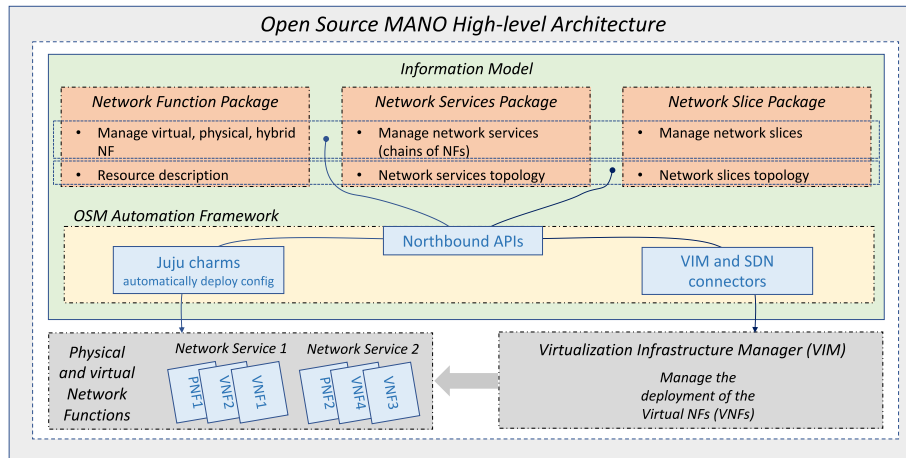 Open Source MANO High-level Architecture
Information Model
Network Function Package
• Manage virtual, physical, hybrid
NF
• Resource description
Network Services Package
• Manage network services
(chains of NFs)
• Network services topology
Network Slice Package
• Manage network slices
• Network slices topology
OSM Automation Framework
Northbound APIs
Juju charms
automatically deploy config
VIM and SDN
connectors
Physical
and virtual
Network
Functions
Network Service 1
PNF1
VNF2
VNF1
Network Service 2
PNF2
VNF4
VNF3
Virtualization Infrastructure Manager (VIM)
Manage the
deployment of the
Virtual NFs (VNFs)